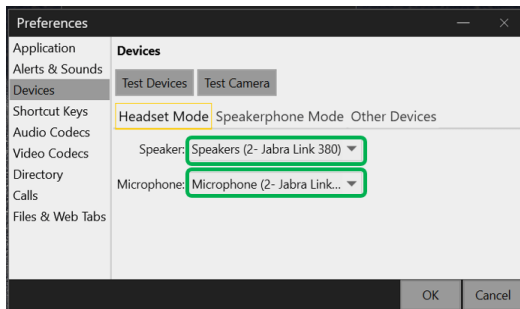 Preferences
Application
Alerts & Sounds
Devices
Shortcut Keys
Audio Codecs
Video Codecs
Directory
Calls
Files & Web Tabs
Devices
Test Devices Test Camera
Headset Mode Speakerphone Mode Other Devices
Speaker: Speakers (2- Jabra Link 380)
Microphone: Microphone (2- Jabra Link...
OK Cancel